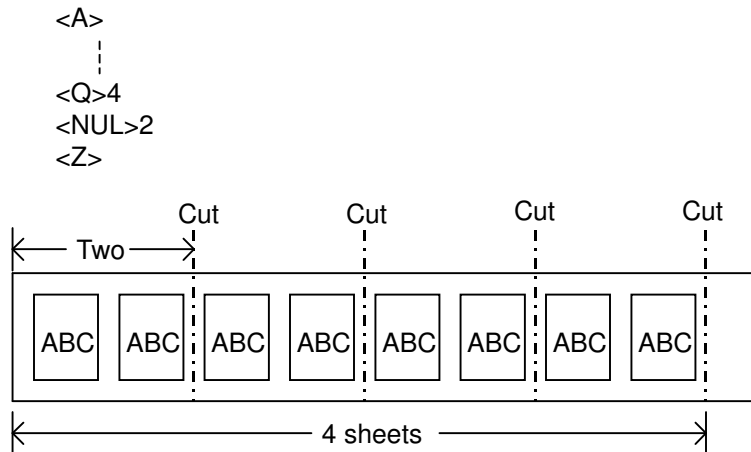 <A>
<Q>4
<NUL>2
<Z>
Cut Cut Cut Cut
Two
ABC ABC ABC ABC ABC ABC ABC ABC
4 sheets